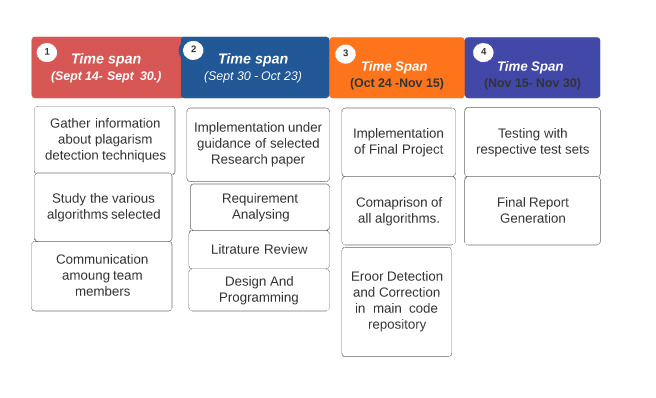 1
Time span
(Sept 14- Sept 30.)
Gather information
about plagarism
detection techniques
Study the various
algorithms selected
Communication
amoung team
members
2
Time span
(Sept 30 - Oct 23)
Implementation under
guidance of selected
Research paper
Requirement
Analysing
Litrature Review
Design And
Programming
3
Time Span
(Oct 24 -Nov 15)
Implementation
of Final Project
Comaprison of
all algorithms.
Eroor Detection
and Correction
in main code
repository
4
Time Span
(Nov 15- Nov 30)
Testing with
respective test sets
Final Report
Generation